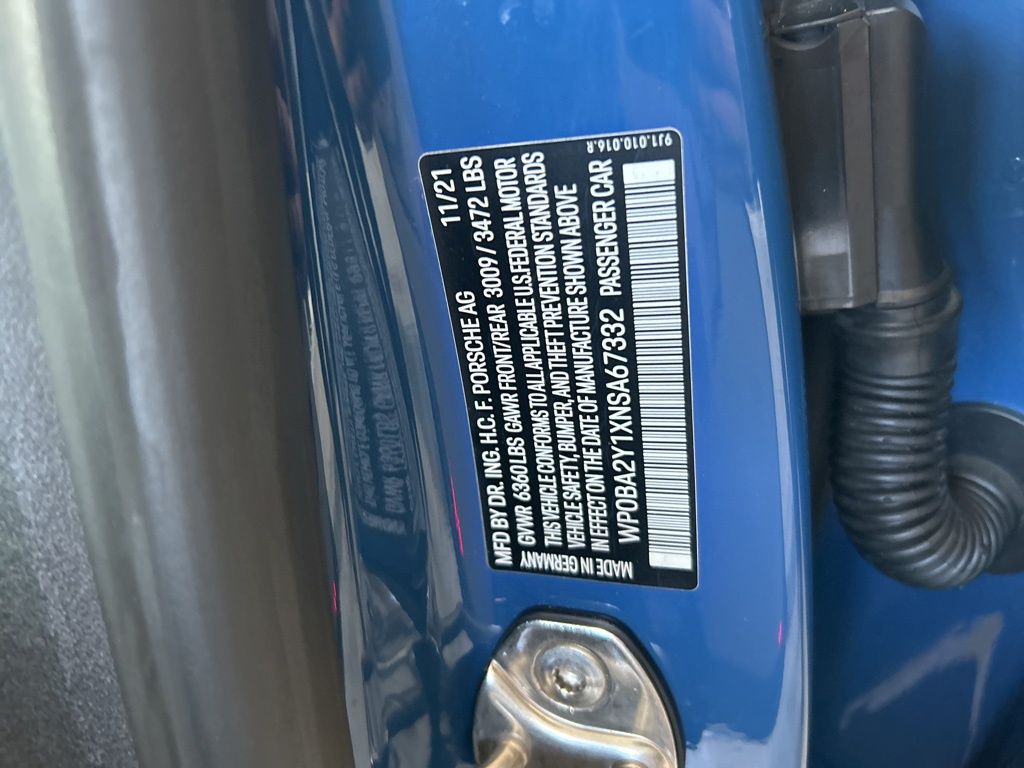 MFD BY DR. ING. H.C. F. PORSCHE AG 11/21
GVWR 6360 LBS GAWR FRONT/REAR 3009 / 3472 LBS
THIS VEHICLE CONFORMS TO ALL APPLICABLE U.S. FEDERAL MOTOR
VEHICLE SAFETY, BUMPER, AND THEFT PREVENTION STANDARDS
IN EFFECT ON THE DATE OF MANUFACTURE SHOWN ABOVE
WP0BA2Y1XNSA67332 PASSENGER CAR
MADE IN GERMANY 9J1.010.016.R